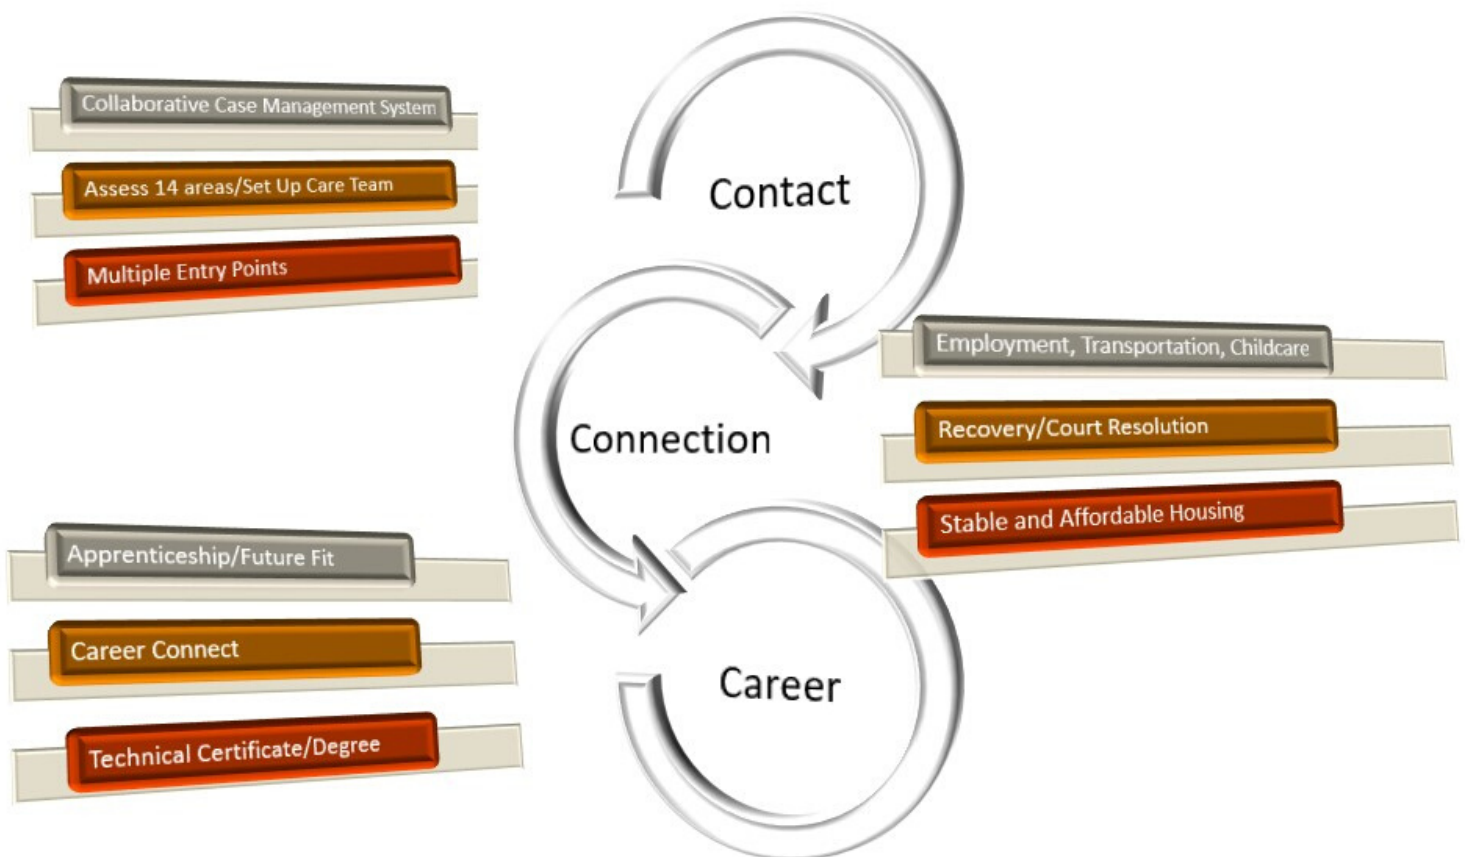 Collaborative Case Management System
Assess 14 areas/Set Up Care Team
Multiple Entry Points
Contact
Employment, Transportation, Childcare
Recovery/Court Resolution
Stable and Affordable Housing
Connection
Apprenticeship/Future Fit
Career Connect
Technical Certificate/Degree
Career